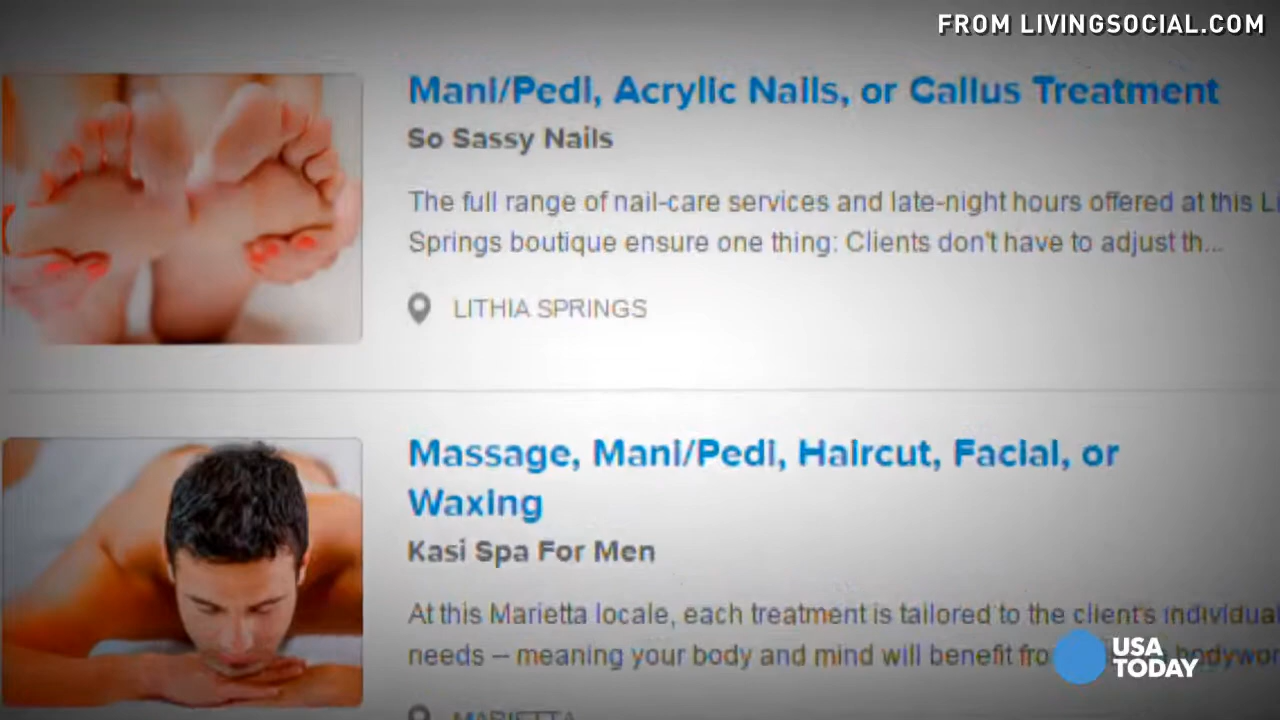 FROM LIVINGSOCIAL.COM
Mani/Pedi, Acrylic Nails, or Callus Treatment
So Sassy Nails
The full range of nail-care services and late-night hours offered at this
Springs boutique ensure one thing: Clients don't have to adjust th...
LITHIA SPRINGS
Massage, Mani/Pedi, Haircut, Facial, or
Waxing
Kasi Spa For Men
At this Marietta locale, each treatment is tailored to the client's individual
needs – meaning your body and mind will benefit
USA
TODAY
MARIETTA